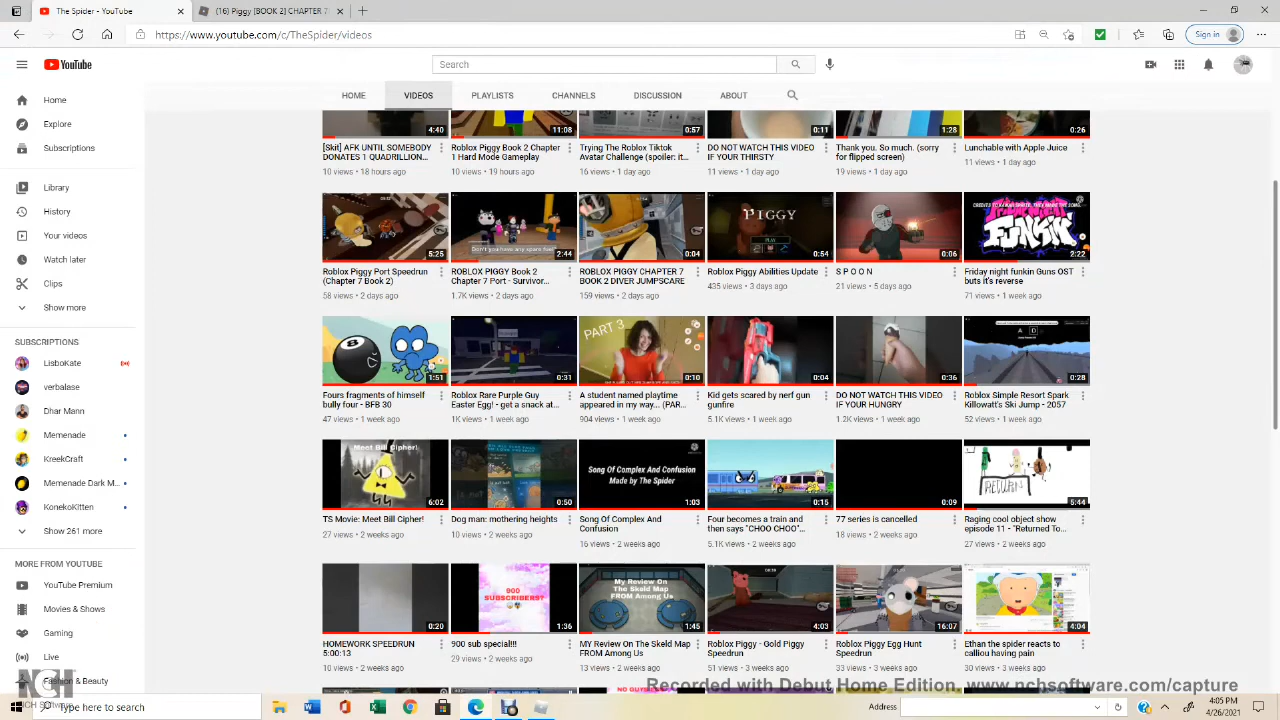 The Spider - YouTube
(16) Piggy [BOOK 2] CHAPTER 7
https://www.youtube.com/c/TheSpider/videos
Sign in
YouTube
Search
HOME VIDEOS PLAYLISTS CHANNELS DISCUSSION ABOUT
Home
Explore
Subscriptions
Library
History
Your videos
Watch later
Clips
Show more
SUBSCRIPTIONS
LisboKate
verbalase
Dhar Mann
Memenade
KreekCraft
Memenade Dark M...
KonekoKitten
Show 261 more
MORE FROM YOUTUBE
YouTube Premium
Movies & Shows
Gaming
Live
Fashion & Beauty
4:40 11:08 0:57 0:11 1:28 0:26
[Skit] AFK UNTIL SOMEBODY DONATES 1 QUADRILLION...
10 views • 18 hours ago
Roblox Piggy Book 2 Chapter 1 Hard Mode Gameplay
10 views • 19 hours ago
Trying The Roblox Tiktok Avatar Challenge (spoiler: it...
16 views • 1 day ago
DO NOT WATCH THIS VIDEO IF YOUR THIRSTY
11 views • 1 day ago
Thank you. So much. (sorry for flipped screen)
19 views • 1 day ago
Lunchable with Apple Juice
11 views • 1 day ago
5:25
Roblox Piggy Port Speedrun (Chapter 7 Book 2)
58 views • 2 days ago
Don't you have any spare fuel?
2:44
ROBLOX PIGGY Book 2 Chapter 7 Port - Survivor...
1.7K views • 2 days ago
0:04
ROBLOX PIGGY CHAPTER 7 BOOK 2 DIVER JUMPSCARE
159 views • 2 days ago
PIGGY
PLAY
0:54
Roblox Piggy Abilities Update
435 views • 3 days ago
0:06
S P O O N
21 views • 5 days ago
CREDITS TO KAWAI SPRITE, THEY MADE THE SONG.
FRIDAY NIGHT
FUNKIN
2:22
Friday night funkin Guns OST buts it's reverse
71 views • 1 week ago
8
1:51
Fours fragments of himself bully four - BFB 30
47 views • 1 week ago
0:31
Roblox Rare Purple Guy Easter Egg! - get a snack at...
1K views • 1 week ago
PART 3
0:10
A student named playtime appeared in my way... (PAR...
904 views • 1 week ago
0:04
Kid gets scared by nerf gun gunfire
5.1K views • 1 week ago
0:36
DO NOT WATCH THIS VIDEO IF YOUR HUNGRY
1.2K views • 1 week ago
A D
0:28
Roblox Simple Resort Spark Killowatt's Ski Jump - 2057
52 views • 1 week ago
Meet Bill Cipher!
6:02
TS Movie: Meet Bill Cipher!
27 views • 2 weeks ago
0:50
Dog man: mothering heights
10 views • 2 weeks ago
Song Of Complex And Confusion
Made by The Spider
1:03
Song Of Complex And Confusion
16 views • 2 weeks ago
0:15
Four becomes a train and then says "CHOO CHOO"...
5.1K views • 2 weeks ago
0:09
77 series is cancelled
18 views • 2 weeks ago
RETURN
5:44
Raging cool object show episode 11 - "Returned To...
27 views • 2 weeks ago
0:20
HOMEWORK SPEEDRUN 5:00:13
10 views • 2 weeks ago
900
SUBSCRIBERS?
1:36
900 sub special!!!
29 views • 2 weeks ago
My Review On
The Skeld Map
FROM Among Us
1:45
MY Review On The Skeld Map FROM Among Us
13 views • 2 weeks ago
4:03
Roblox Piggy - Gold Piggy Speedrun
51 views • 3 weeks ago
16:07
Roblox Piggy Egg Hunt Speedrun
33 views • 3 weeks ago
4:04
Ethan the spider reacts to calliou having pain
30 views • 3 weeks ago
Recorded with Debut Home Edition. www.nchsoftware.com/capture
NCH
NCH Software
Type here to search
Address
4:05 PM
4/26/2021